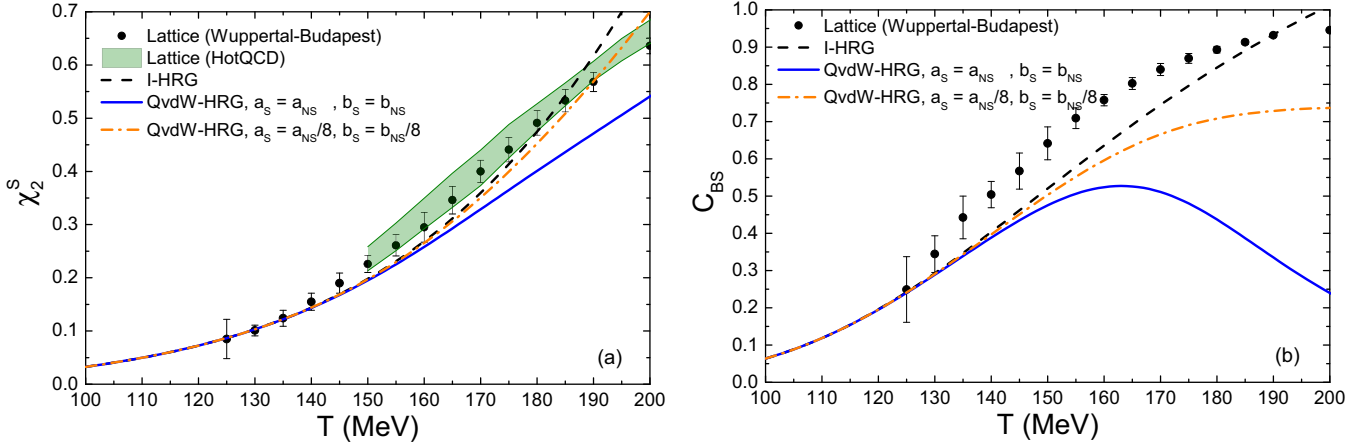 0.7
0.6
0.5
0.4
0.3
0.2
0.1
0.0
χ₂ˢ
Lattice (Wuppertal-Budapest)
Lattice (HotQCD)
I-HRG
QvdW-HRG, a_S = a_NS , b_S = b_NS
QvdW-HRG, a_S = a_NS/8, b_S = b_NS/8
(a)
100 110 120 130 140 150 160 170 180 190 200
T (MeV)
1.0
0.9
0.8
0.7
0.6
0.5
0.4
0.3
0.2
0.1
0.0
C_BS
Lattice (Wuppertal-Budapest)
I-HRG
QvdW-HRG, a_S = a_NS , b_S = b_NS
QvdW-HRG, a_S = a_NS/8, b_S = b_NS/8
(b)
100 110 120 130 140 150 160 170 180 190 200
T (MeV)